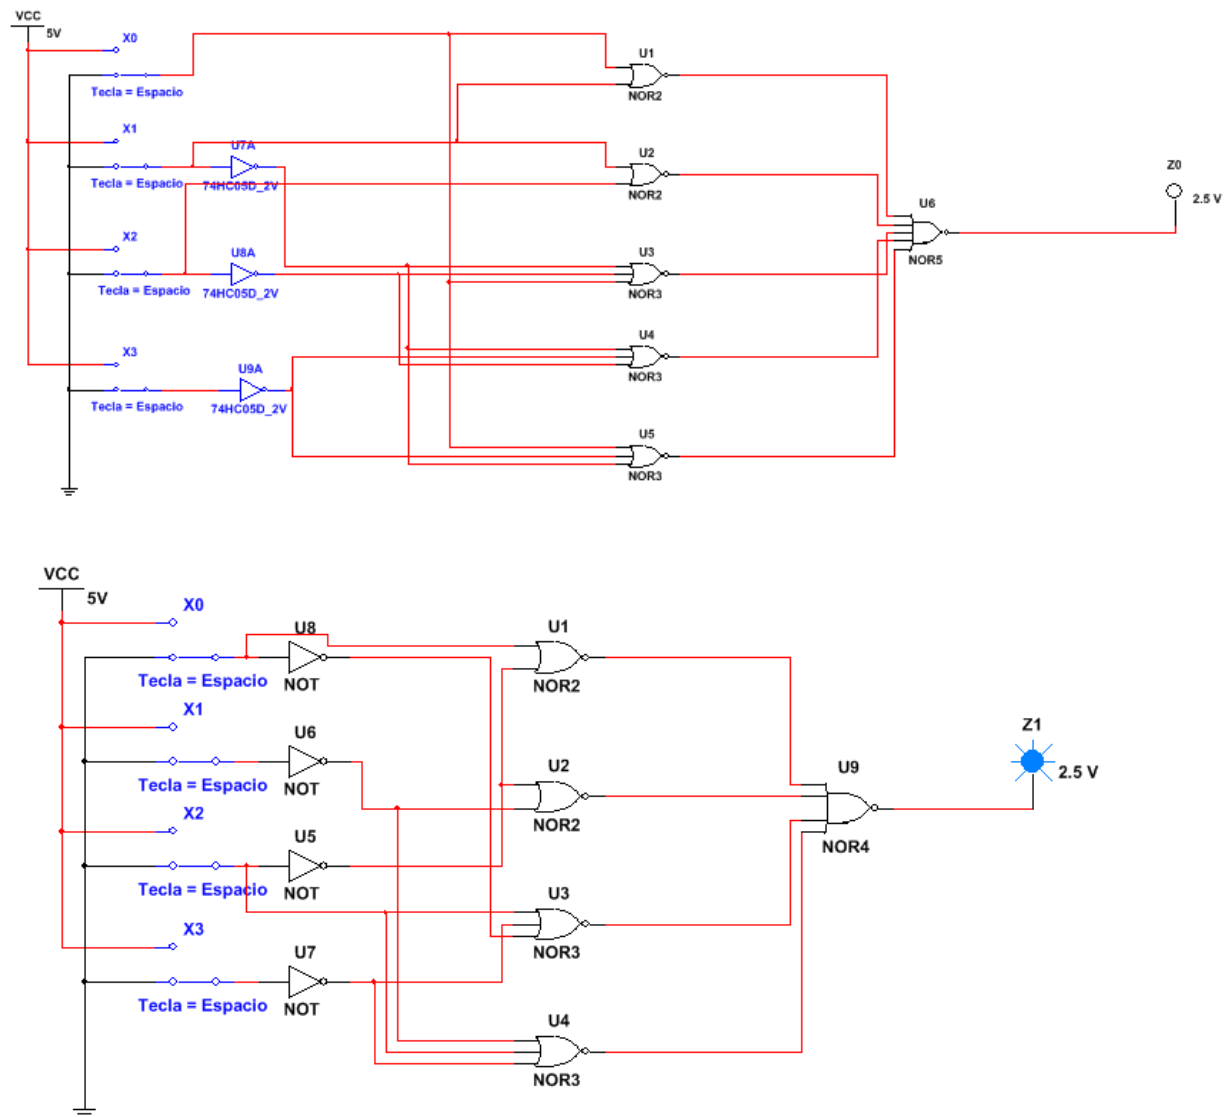 VCC
5V
X0
Tecla = Espacio
X1
Tecla = Espacio
U7A
74HC05D_2V
X2
Tecla = Espacio
U8A
74HC05D_2V
X3
Tecla = Espacio
U9A
74HC05D_2V
U1
NOR2
U2
NOR2
U3
NOR3
U4
NOR3
U5
NOR3
U6
NOR5
Z0
2.5 V
VCC
5V
X0
Tecla = Espacio
U8
NOT
X1
Tecla = Espacio
U6
NOT
X2
Tecla = Espacio
U5
NOT
X3
Tecla = Espacio
U7
NOT
U1
NOR2
U2
NOR2
U3
NOR3
U4
NOR3
U9
NOR4
Z1
2.5 V